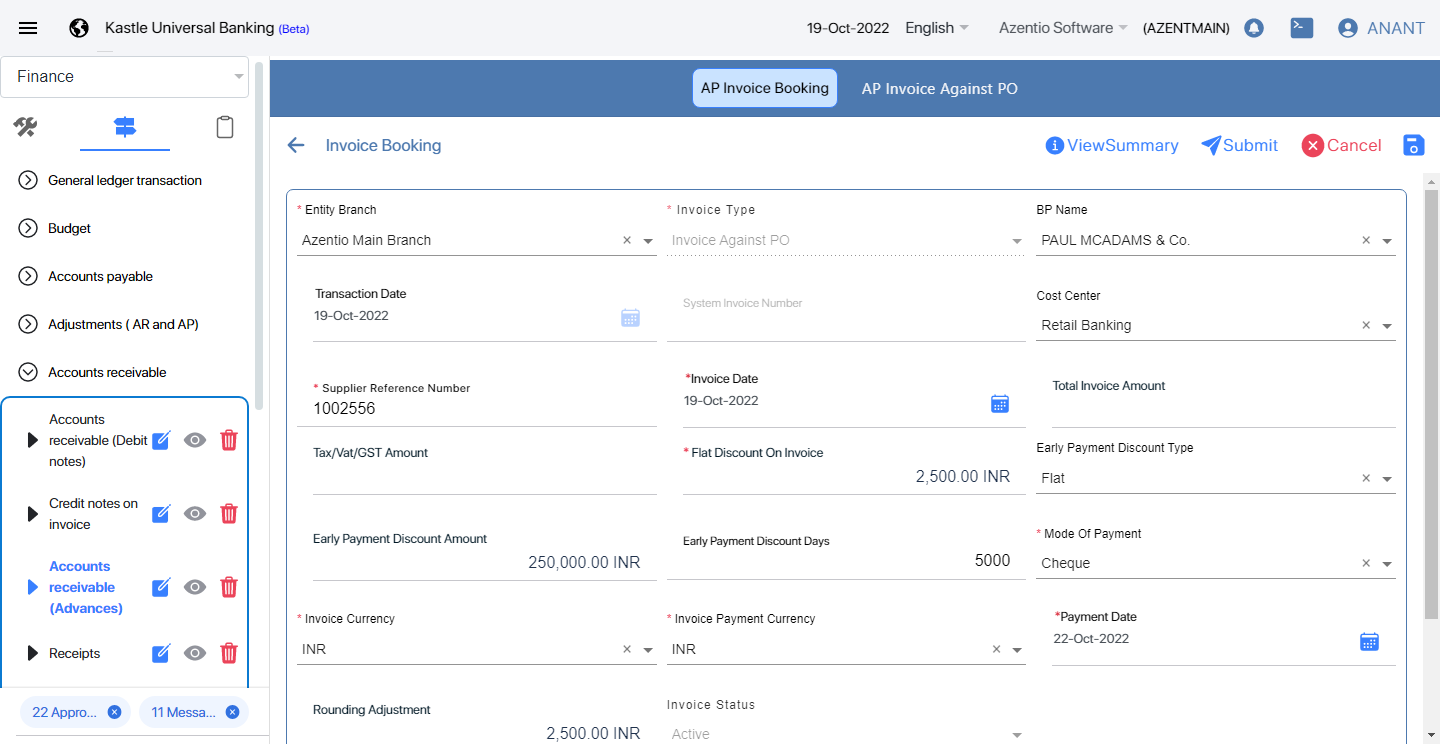 Kastle Universal Banking (Beta)
19-Oct-2022
English
Azentio Software
(AZENTMAIN)
ANANT
Finance
General ledger transaction
Budget
Accounts payable
Adjustments ( AR and AP)
Accounts receivable
Accounts
receivable (Debit
notes)
Credit notes on
invoice
Accounts
receivable
(Advances)
Receipts
22 Appro...
11 Messa...
AP Invoice Booking
AP Invoice Against PO
Invoice Booking
ViewSummary
Submit
Cancel
* Entity Branch
Azentio Main Branch
* Invoice Type
Invoice Against PO
BP Name
PAUL MCADAMS & Co.
Transaction Date
19-Oct-2022
System Invoice Number
Cost Center
Retail Banking
* Supplier Reference Number
1002556
*Invoice Date
19-Oct-2022
Total Invoice Amount
Tax/Vat/GST Amount
* Flat Discount On Invoice
2,500.00 INR
Early Payment Discount Type
Flat
Early Payment Discount Amount
250,000.00 INR
Early Payment Discount Days
5000
* Mode Of Payment
Cheque
* Invoice Currency
INR
* Invoice Payment Currency
INR
*Payment Date
22-Oct-2022
Rounding Adjustment
2,500.00 INR
Invoice Status
Active